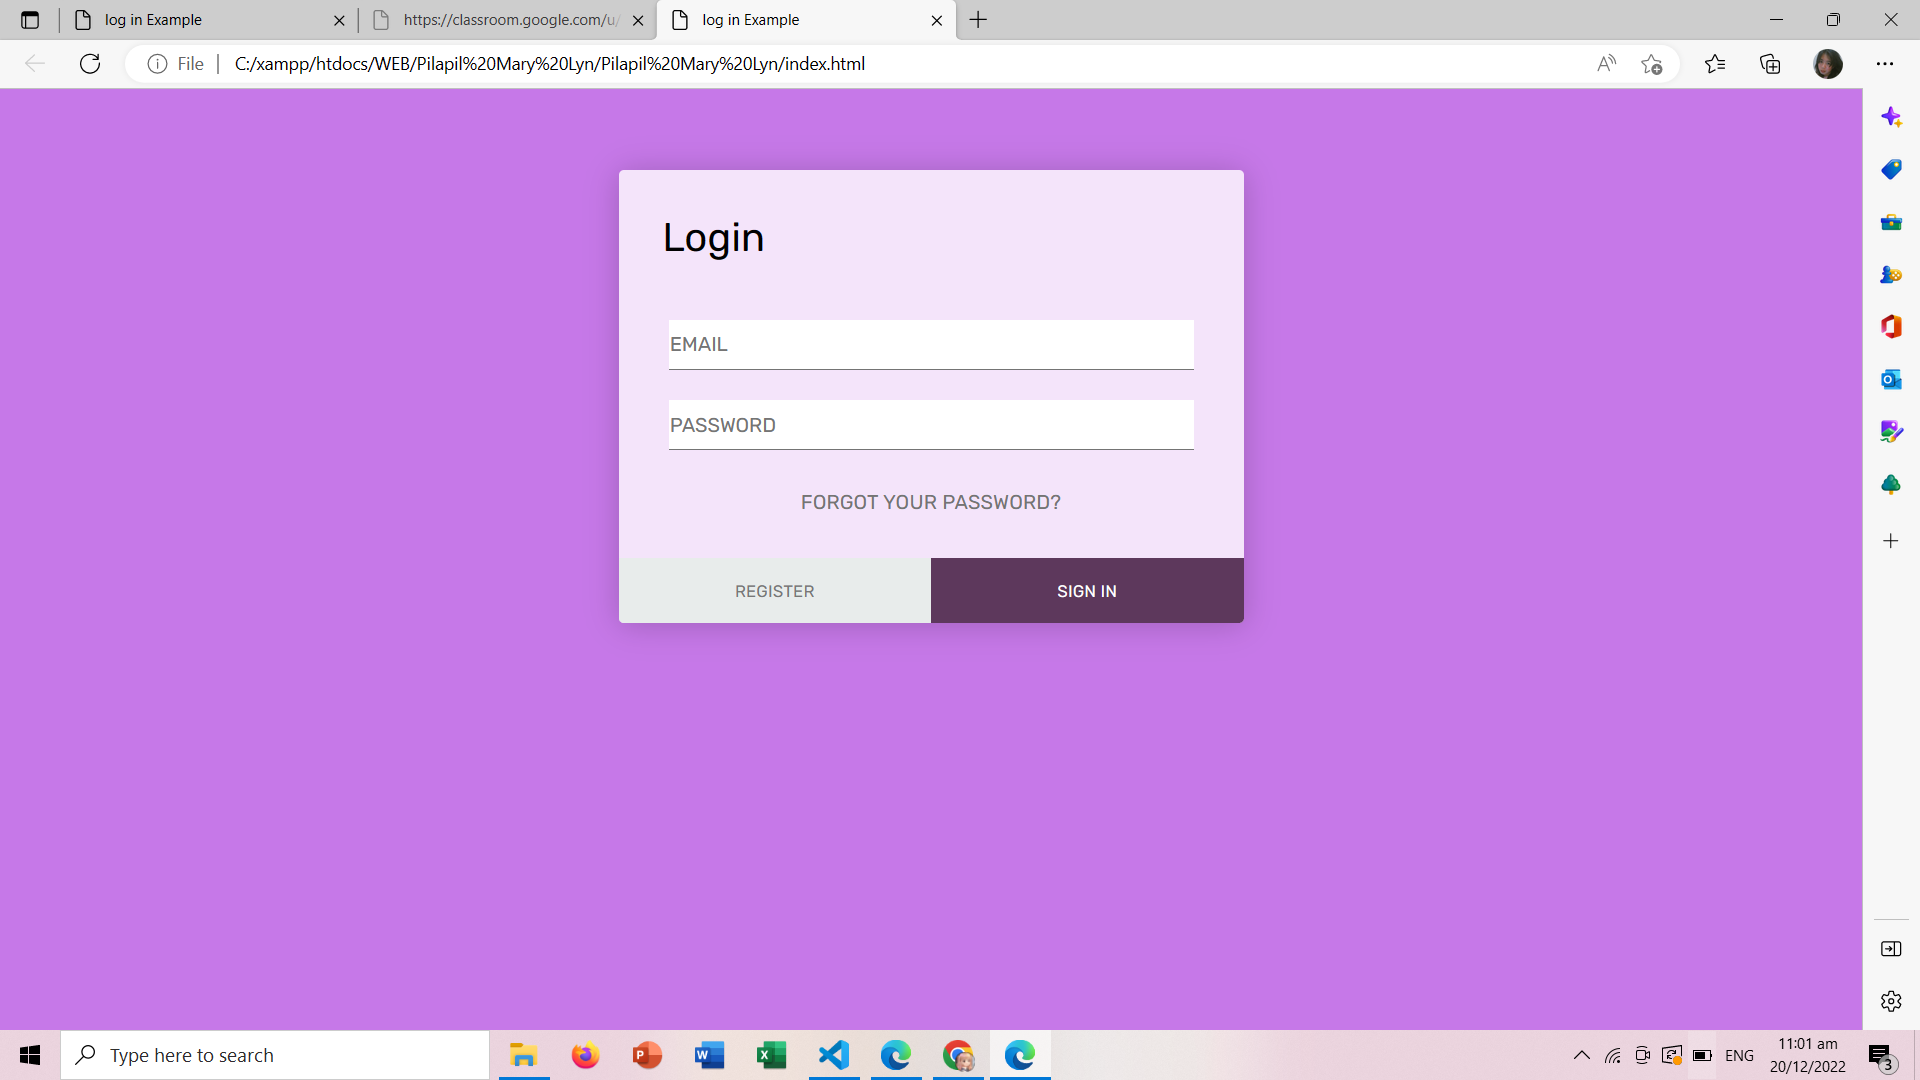 log in Example
https://classroom.google.com/u/
log in Example
File
C:/xampp/htdocs/WEB/Pilapil%20Mary%20Lyn/Pilapil%20Mary%20Lyn/index.html
Login
EMAIL
PASSWORD
FORGOT YOUR PASSWORD?
REGISTER
SIGN IN
Type here to search
ENG
11:01 am
20/12/2022
3